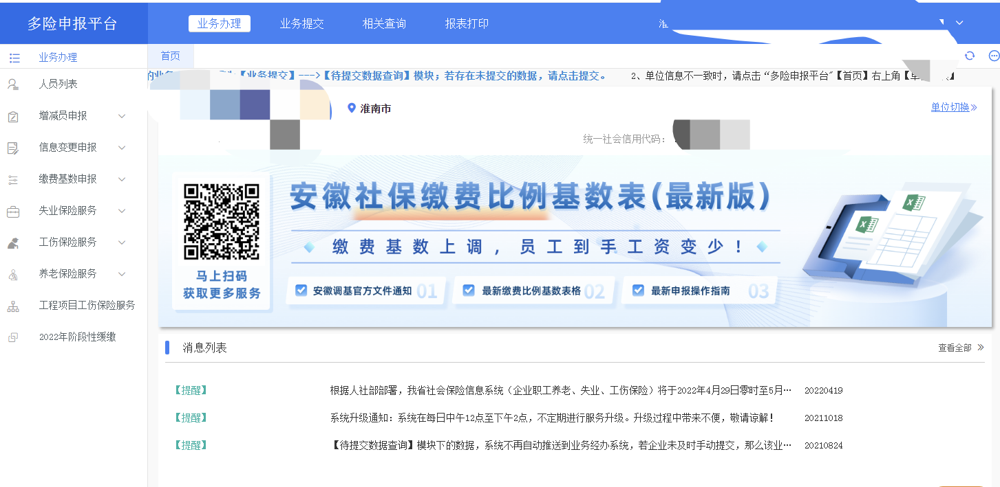 多险申报平台
业务办理
业务提交
相关查询
报表打印
业务办理
首页
【业务提交】--->【待提交数据查询】模块；若存在未提交的数据，请点击提交。
2、单位信息不一致时，请点击“多险申报平台”【首页】右上角
人员列表
增减员申报
信息变更申报
缴费基数申报
失业保险服务
工伤保险服务
养老保险服务
工程项目工伤保险服务
2022年阶段性缓缴
淮南市
单位切换
统一社会信用代码：
安徽社保缴费比例基数表(最新版)
缴费基数上调，员工到手工资变少！
马上扫码
获取更多服务
安徽调基官方文件通知 01
最新缴费比例基数表格 02
最新申报操作指南 03
消息列表
查看全部
【提醒】 根据人社部部署，我省社会保险信息系统（企业职工养老、失业、工伤保险）将于2022年4月29日零时至5月… 20220419
【提醒】 系统升级通知：系统在每日中午12点至下午2点，不定期进行服务升级。升级过程中带来不便，敬请谅解！ 20211018
【提醒】 【待提交数据查询】模块下的数据，系统不再自动推送到业务经办系统，若企业未及时手动提交，那么该业… 20210824